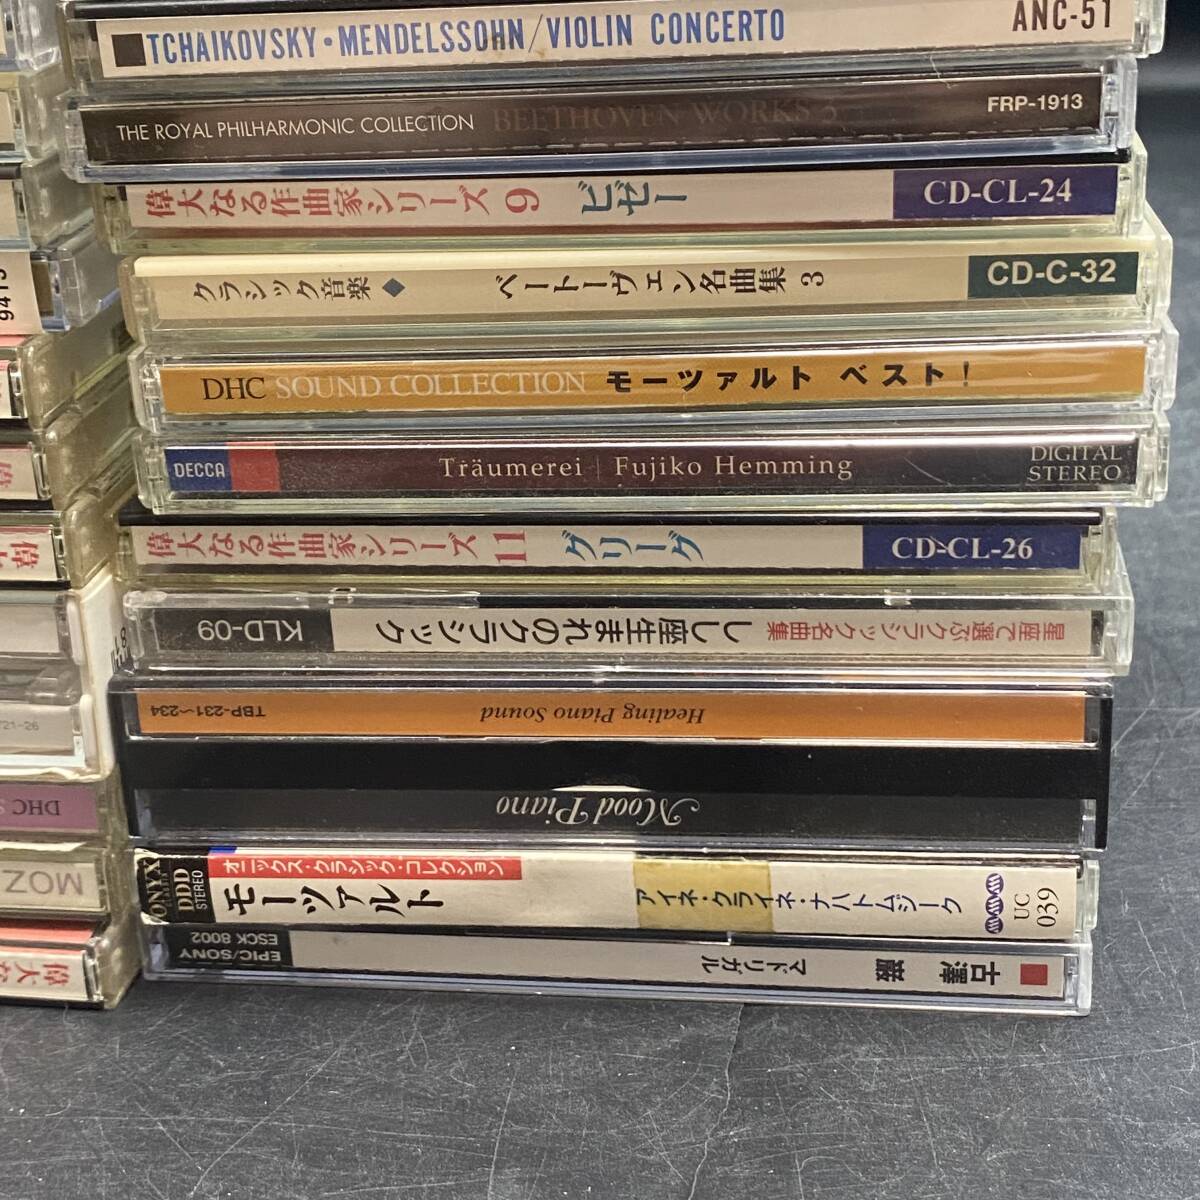 TCHAIKOVSKY・MENDELSSOHN/VIOLIN CONCERTO ANC-51
THE ROYAL PHILHARMONIC COLLECTION BEETHOVEN WORKS 3 FRP-1913
偉大なる作曲家シリーズ 9 ビゼー CD-CL-24
クラシック音楽◆ ベートーヴェン名曲集 3 CD-C-32
DHC SOUND COLLECTION モーツァルト ベスト!
DECCA Träumerei | Fujiko Hemming DIGITAL STEREO
偉大なる作曲家シリーズ 11 グリーグ CD-CL-26
星座で選ぶクラシック名曲集 しし座生まれのクラシック KLD-09
Healing Piano Sound TBP-231~234
Mood Piano
ONYX DDD STEREO オニックス・クラシック・コレクション モーツァルト アイネ・クライネ・ナハトムジーク UC 039
古澤 巌 マドリガル EPIC/SONY ESCK 8002
9413
21-26
DHC
MOZ
偉大な